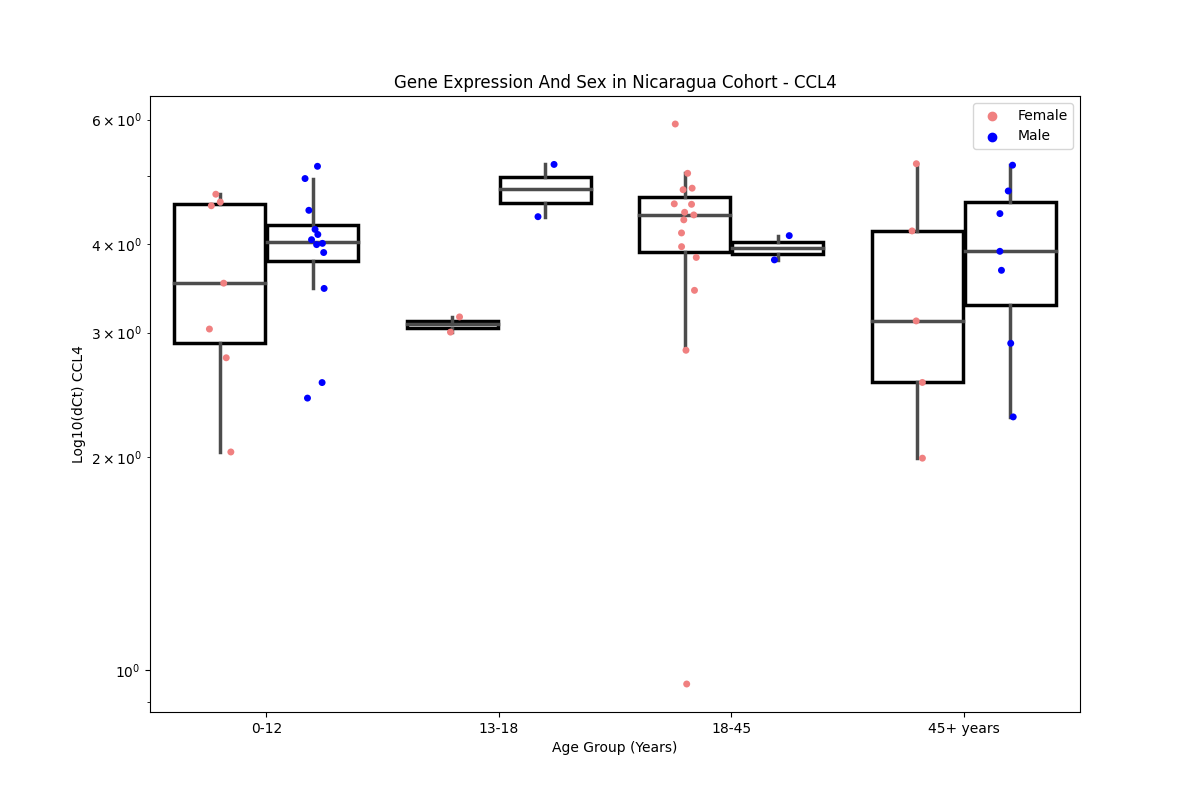 Gene Expression And Sex in Nicaragua Cohort - CCL4
Female
Male
6 × 10⁰
4 × 10⁰
3 × 10⁰
2 × 10⁰
10⁰
Log10(dCt) CCL4
0-12
13-18
18-45
45+ years
Age Group (Years)